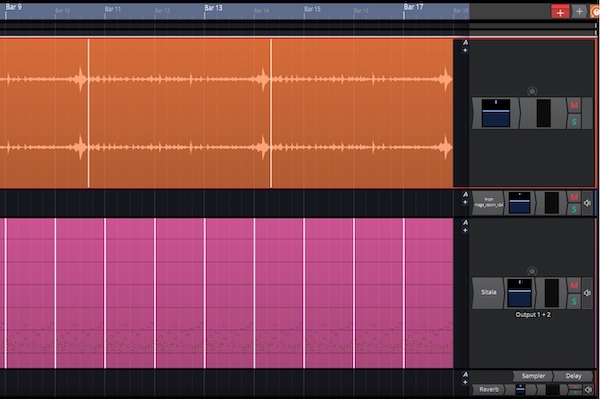 Bar 9
Bar 10
Bar 11
Bar 12
Bar 13
Bar 14
Bar 15
Bar 16
Bar 17
Bar 18
A
M
S
A
From
M
S
A
Sitala
M
S
Output 1 + 2
A
Sampler
Delay
Reverb